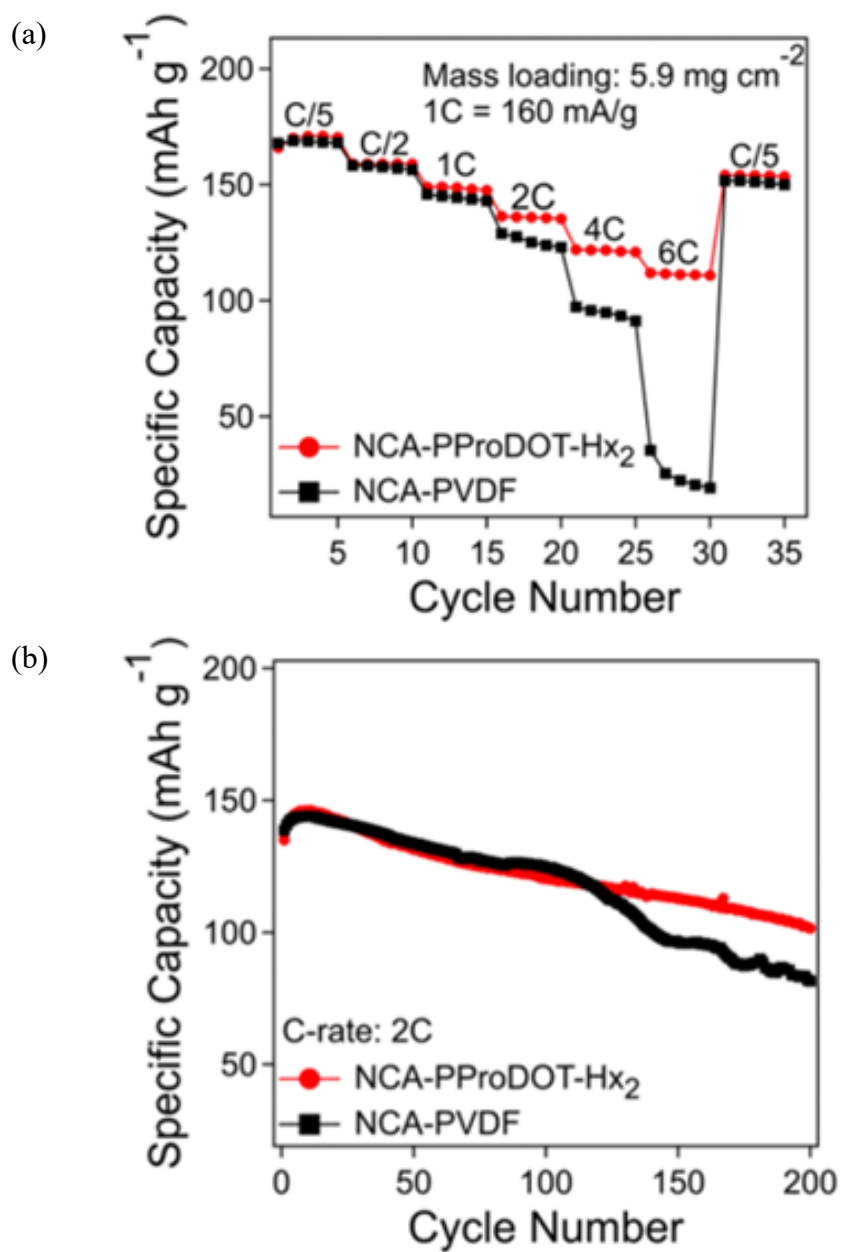 (a)
Specific Capacity (mAh g⁻¹)
200
150
100
50
Mass loading: 5.9 mg cm⁻²
1C = 160 mA/g
C/5
C/2
1C
2C
4C
6C
C/5
NCA-PProDOT-Hx₂
NCA-PVDF
5 10 15 20 25 30 35
Cycle Number
(b)
Specific Capacity (mAh g⁻¹)
200
150
100
50
C-rate: 2C
NCA-PProDOT-Hx₂
NCA-PVDF
0 50 100 150 200
Cycle Number